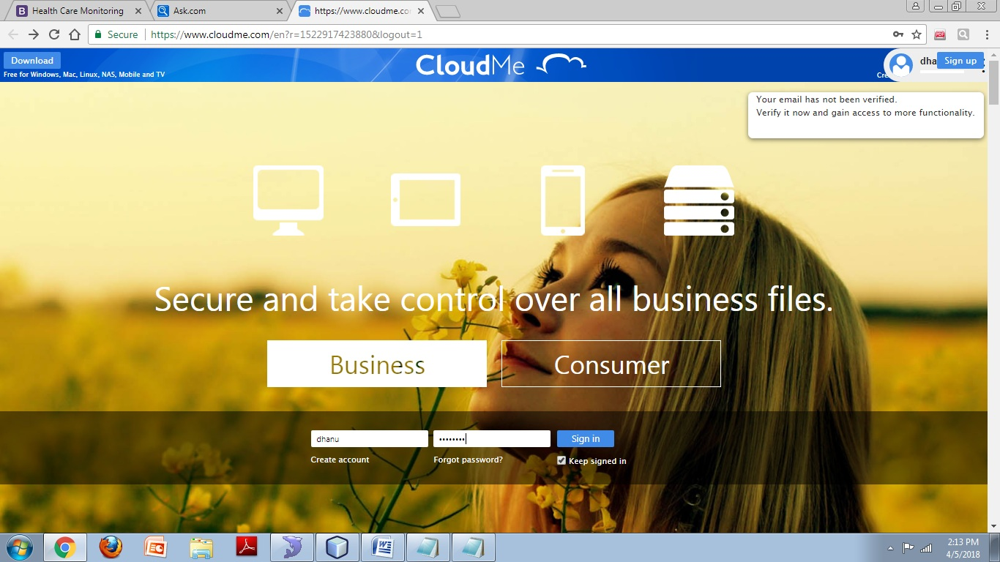 Health Care Monitoring
Ask.com
https://www.cloudme.co
Secure
https://www.cloudme.com/en?r=1522917423880&logout=1
Download
Free for Windows, Mac, Linux, NAS, Mobile and TV
CloudMe
dha
Sign up
Your email has not been verified.
Verify it now and gain access to more functionality.
Secure and take control over all business files.
Business
Consumer
dhanu
••••••••
Sign in
Create account
Forgot password?
Keep signed in
2:13 PM
4/5/2018